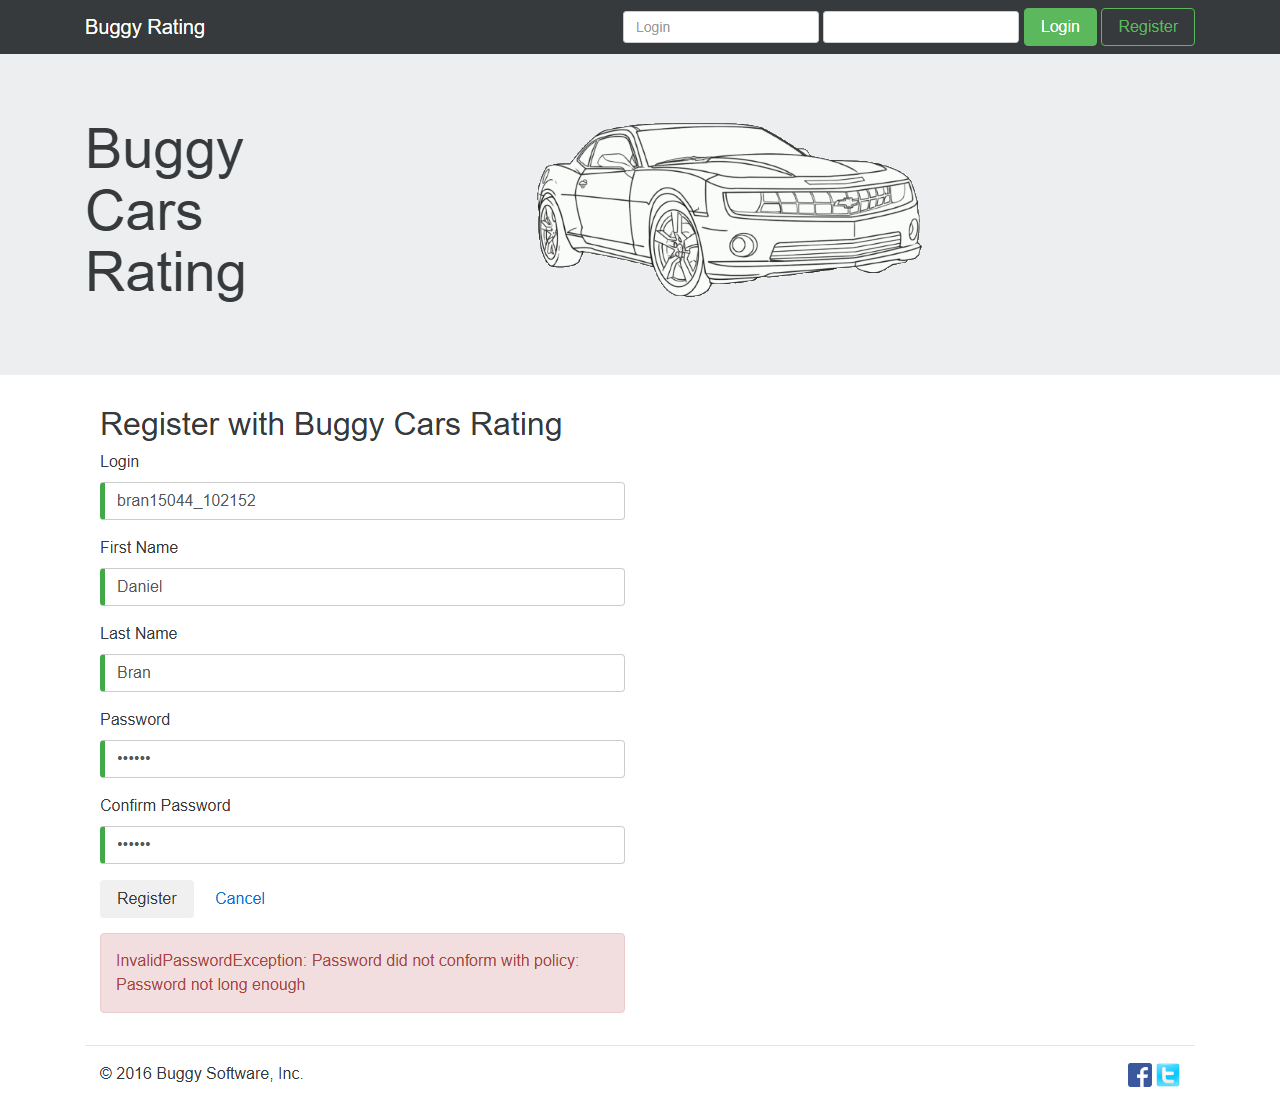 Buggy Rating
Login
Login
Register
Buggy
Cars
Rating
Register with Buggy Cars Rating
Login
bran15044_102152
First Name
Daniel
Last Name
Bran
Password
••••••
Confirm Password
••••••
Register
Cancel
InvalidPasswordException: Password did not conform with policy:
Password not long enough
© 2016 Buggy Software, Inc.